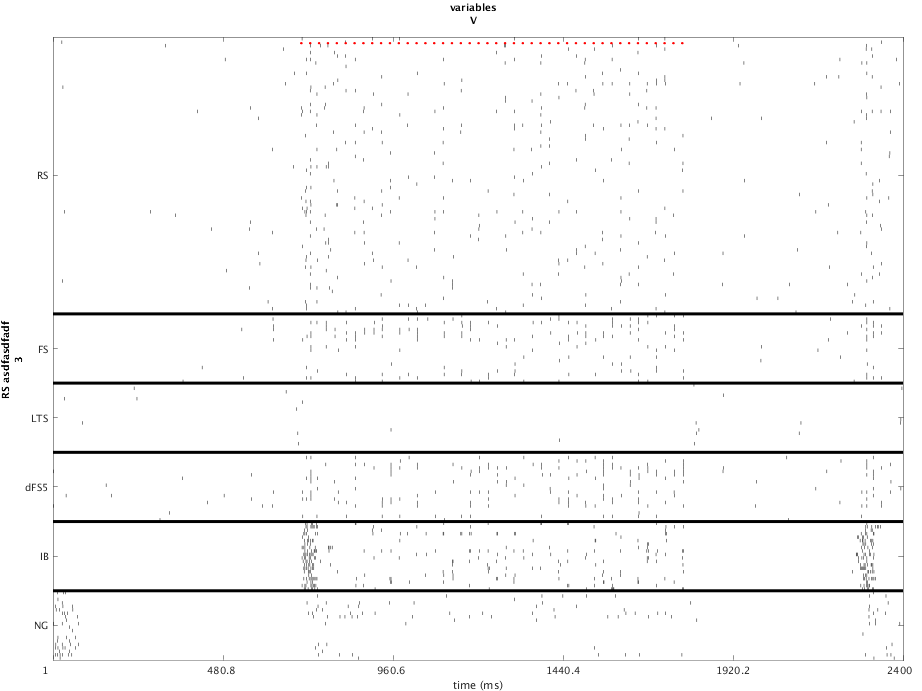 variables
V
RS asdfasdfadf
3
RS
FS
LTS
dFS5
IB
NG
1
480.8
960.6
1440.4
1920.2
2400
time (ms)